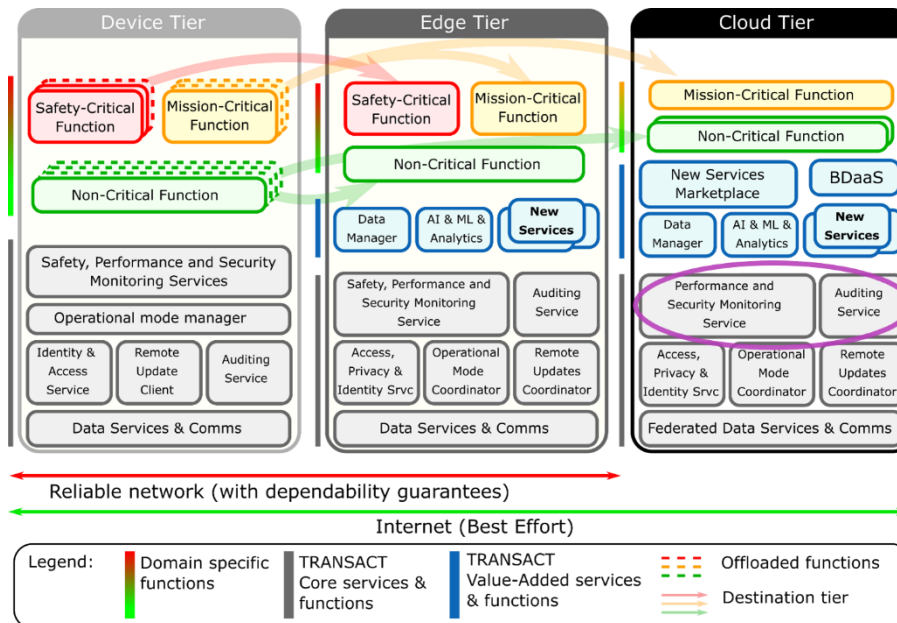 Device Tier
Edge Tier
Cloud Tier
Safety-Critical
Function
Mission-Critical
Function
Non-Critical Function
Safety, Performance and Security
Monitoring Services
Operational mode manager
Identity &
Access
Service
Remote
Update
Client
Auditing
Service
Data Services & Comms
Safety-Critical
Function
Mission-Critical
Function
Non-Critical Function
Data
Manager
AI & ML &
Analytics
New
Services
Safety, Performance and
Security Monitoring
Service
Auditing
Service
Access,
Privacy &
Identity Srvc
Operational
Mode
Coordinator
Remote
Updates
Coordinator
Data Services & Comms
Mission-Critical Function
Non-Critical Function
New Services
Marketplace
BDaaS
Data
Manager
AI & ML &
Analytics
New
Services
Performance and
Security Monitoring
Service
Auditing
Service
Access,
Privacy &
Identity Srvc
Operational
Mode
Coordinator
Remote
Updates
Coordinator
Federated Data Services & Comms
Reliable network (with dependability guarantees)
Internet (Best Effort)
Legend:
Domain specific
functions
TRANSACT
Core services &
functions
TRANSACT
Value-Added services
& functions
Offloaded functions
Destination tier